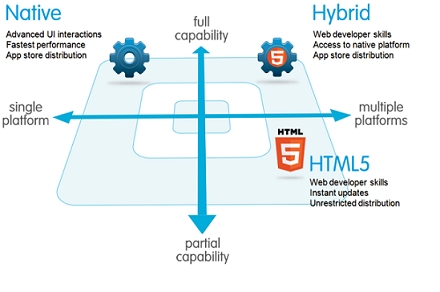 Native
Advanced UI interactions
Fastest performance
App store distribution
full
capability
Hybrid
Web developer skills
Access to native platform
App store distribution
5
single
platform
multiple
platforms
HTML
5
HTML5
Web developer skills
Instant updates
Unrestricted distribution
partial
capability